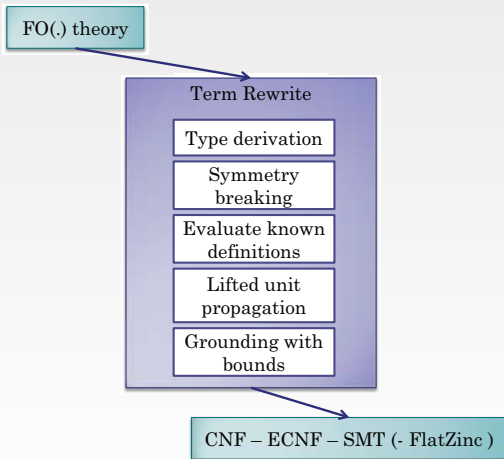 FO(.) theory
Term Rewrite
Type derivation
Symmetry
breaking
Evaluate known
definitions
Lifted unit
propagation
Grounding with
bounds
CNF – ECNF – SMT (- FlatZinc )